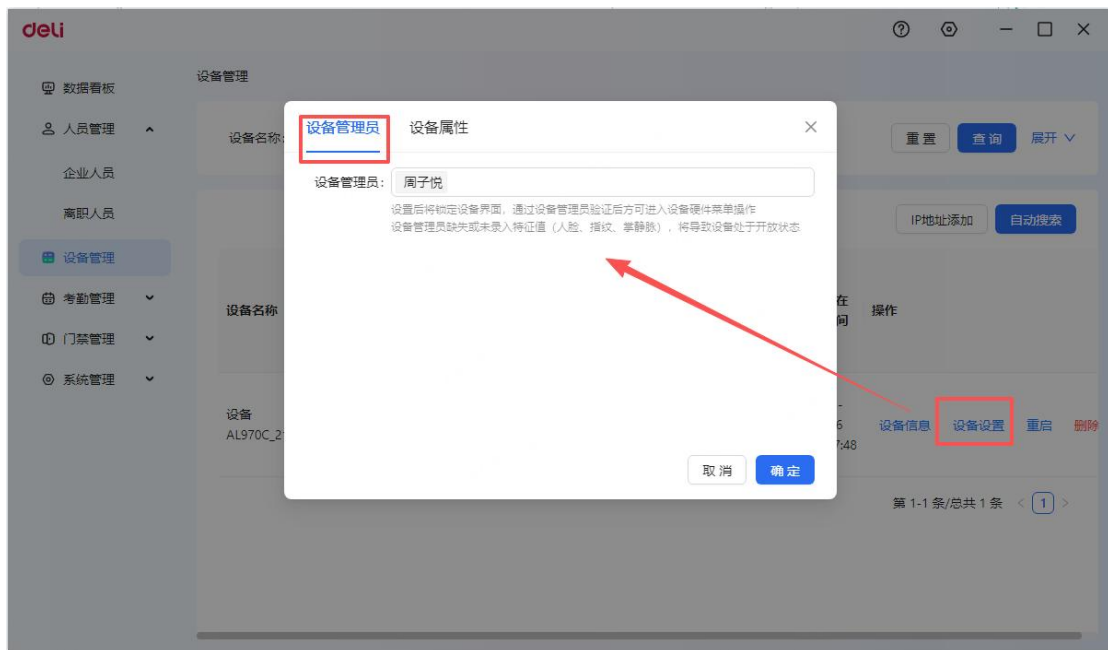 deli
数据看板
人员管理
企业人员
离职人员
设备管理
考勤管理
门禁管理
系统管理
设备管理
设备名称:
重置
查询
展开
IP地址添加
自动搜索
设备管理员
设备属性
设备管理员:
周子悦
设置后将锁定设备界面，通过设备管理员验证后方可进入设备硬件菜单操作
设备管理员缺失或未录入特征值（人脸、指纹、掌静脉），将导致设备处于开放状态
取消
确定
设备名称
在
间
操作
设备
AL970C_2
7:48
设备信息
设备设置
重启
删除
第 1-1 条/总共 1 条
1